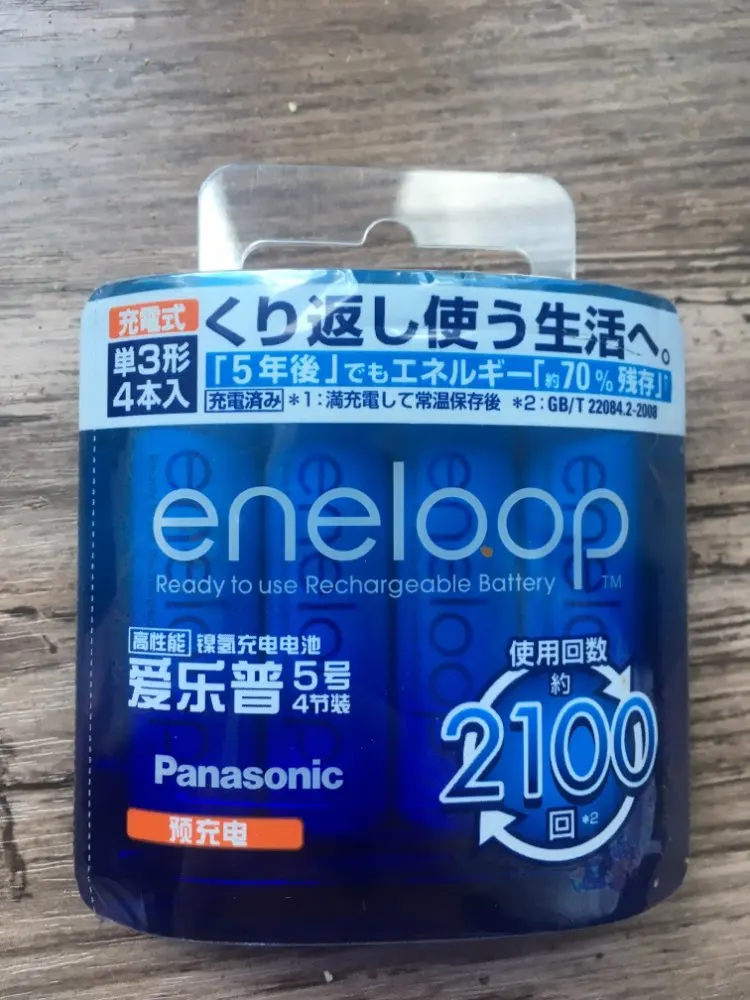 充電式
くり返し使う生活へ。
単3形
4本入
「5年後」でもエネルギー「約70%残存」
充電済み *1:満充電して常温保存後 *2:GB/T 22084.2-2008
eneloop
Ready to use Rechargeable Battery TM
高性能 镍氢充电电池
爱乐普 5号
4节装
Panasonic
预充电
使用回数
約
2100
回*2
eneloop
eneloop
eneloop
eneloop